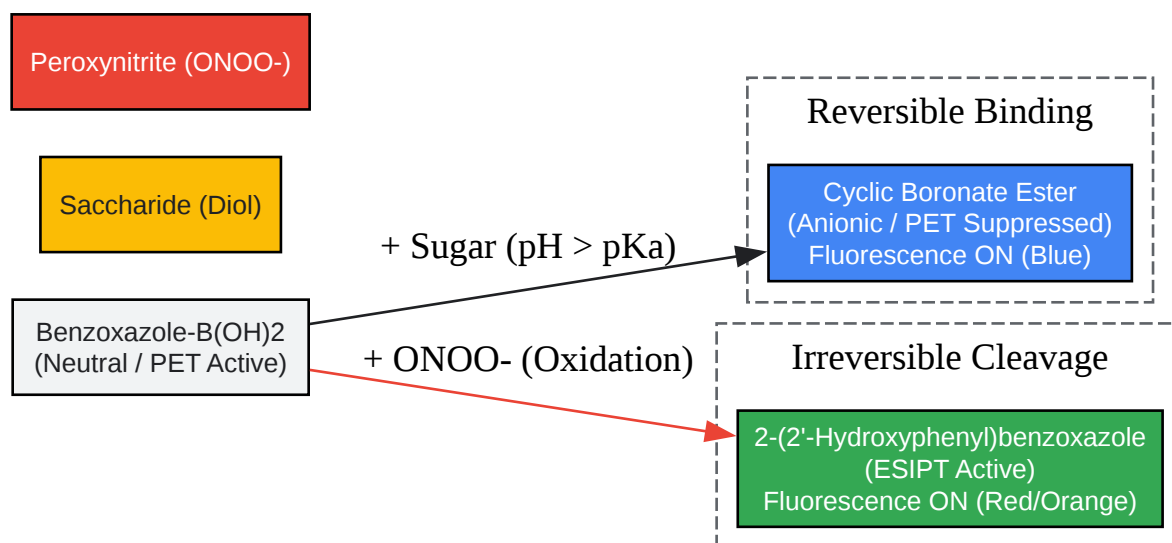 Peroxynitrite (ONOO-)
Saccharide (Diol)
Benzoxazole-B(OH)2
(Neutral / PET Active)
+ Sugar (pH > pKa)
+ ONOO- (Oxidation)
Reversible Binding
Cyclic Boronate Ester
(Anionic / PET Suppressed)
Fluorescence ON (Blue)
Irreversible Cleavage
2-(2'-Hydroxyphenyl)benzoxazole
(ESIPT Active)
Fluorescence ON (Red/Orange)